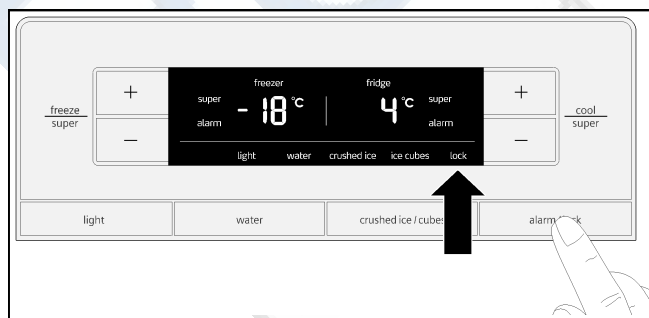 freeze
super
+
−
freezer
super
alarm
- 18 °C
fridge
4 °C
super
alarm
light water crushed ice ice cubes lock
+
−
cool
super
light
water
crushed ice / cubes